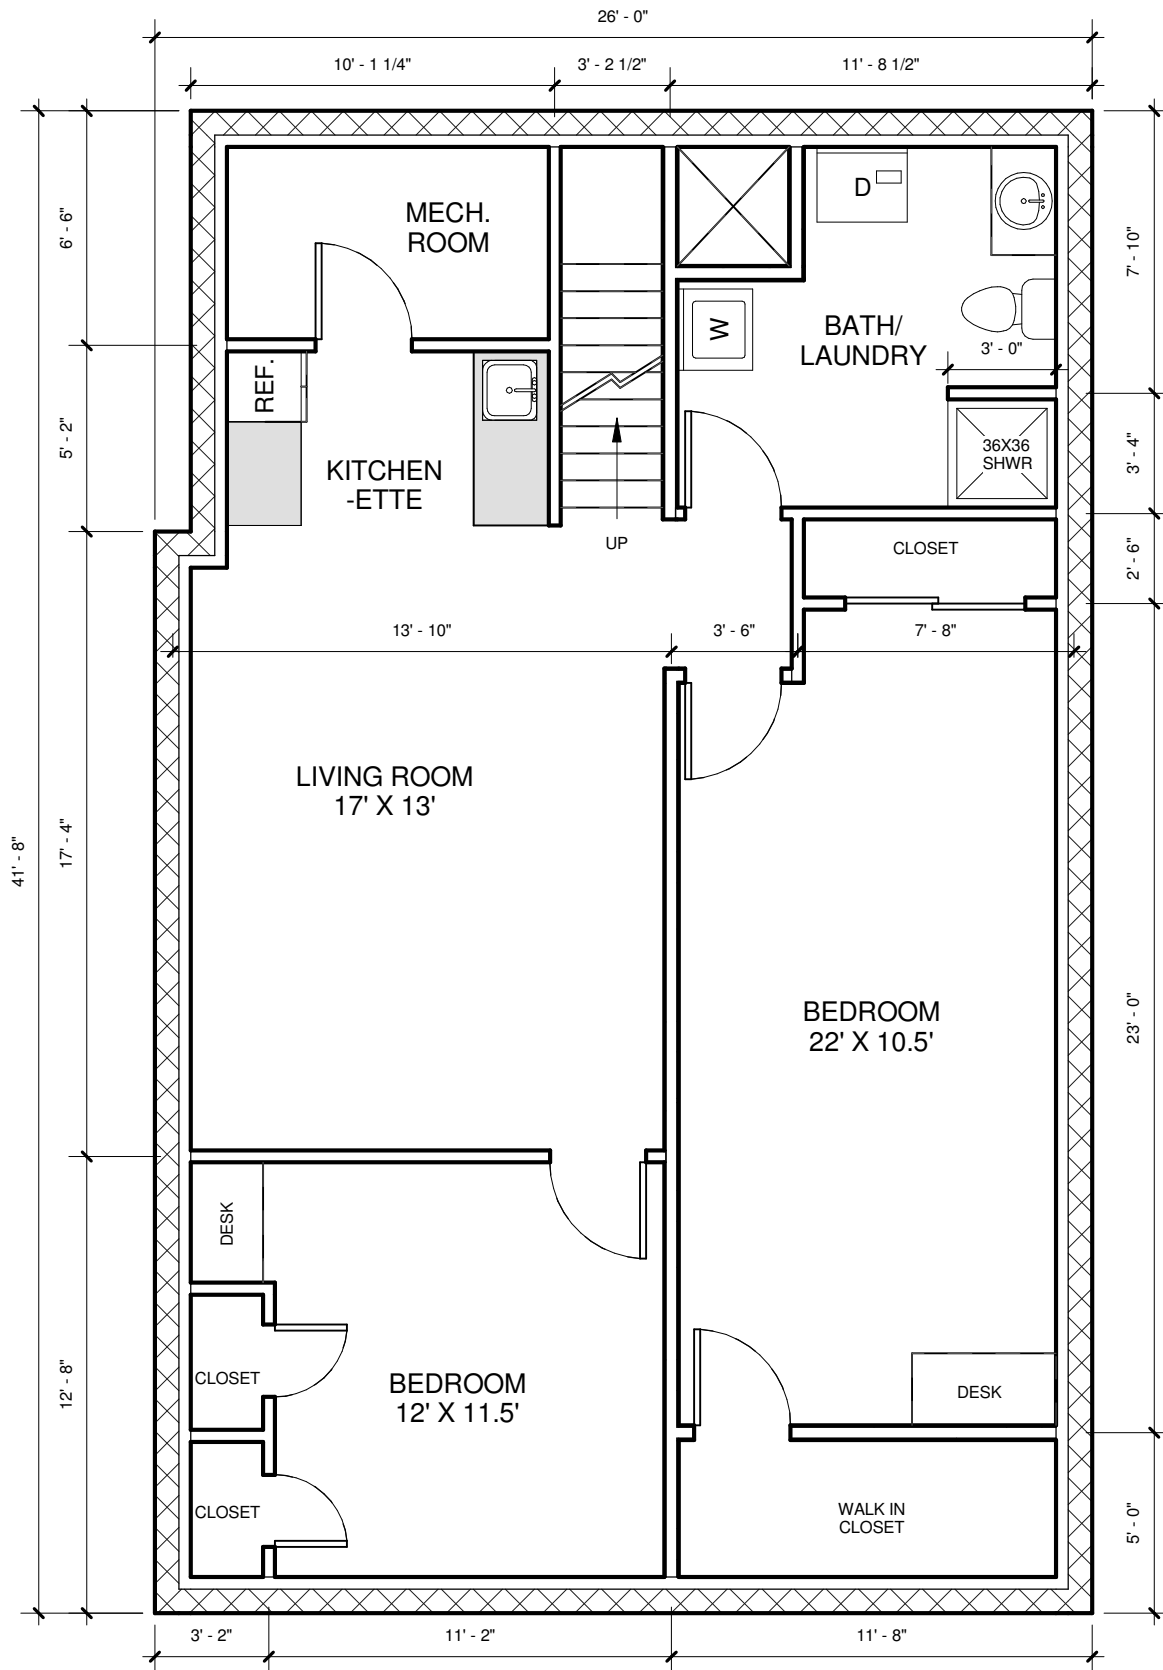 26' - 0"
10' - 1 1/4"
3' - 2 1/2"
11' - 8 1/2"
6' - 6"
5' - 2"
17' - 4"
41' - 8"
12' - 8"
MECH.
ROOM
D
REF.
KITCHEN
-ETTE
W
BATH/
LAUNDRY
3' - 0"
36X36
SHWR
UP
CLOSET
7' - 10"
3' - 4"
2' - 6"
23' - 0"
5' - 0"
13' - 10"
3' - 6"
7' - 8"
LIVING ROOM
17' X 13'
BEDROOM
22' X 10.5'
DESK
CLOSET
BEDROOM
12' X 11.5'
CLOSET
DESK
WALK IN
CLOSET
3' - 2"
11' - 2"
11' - 8"